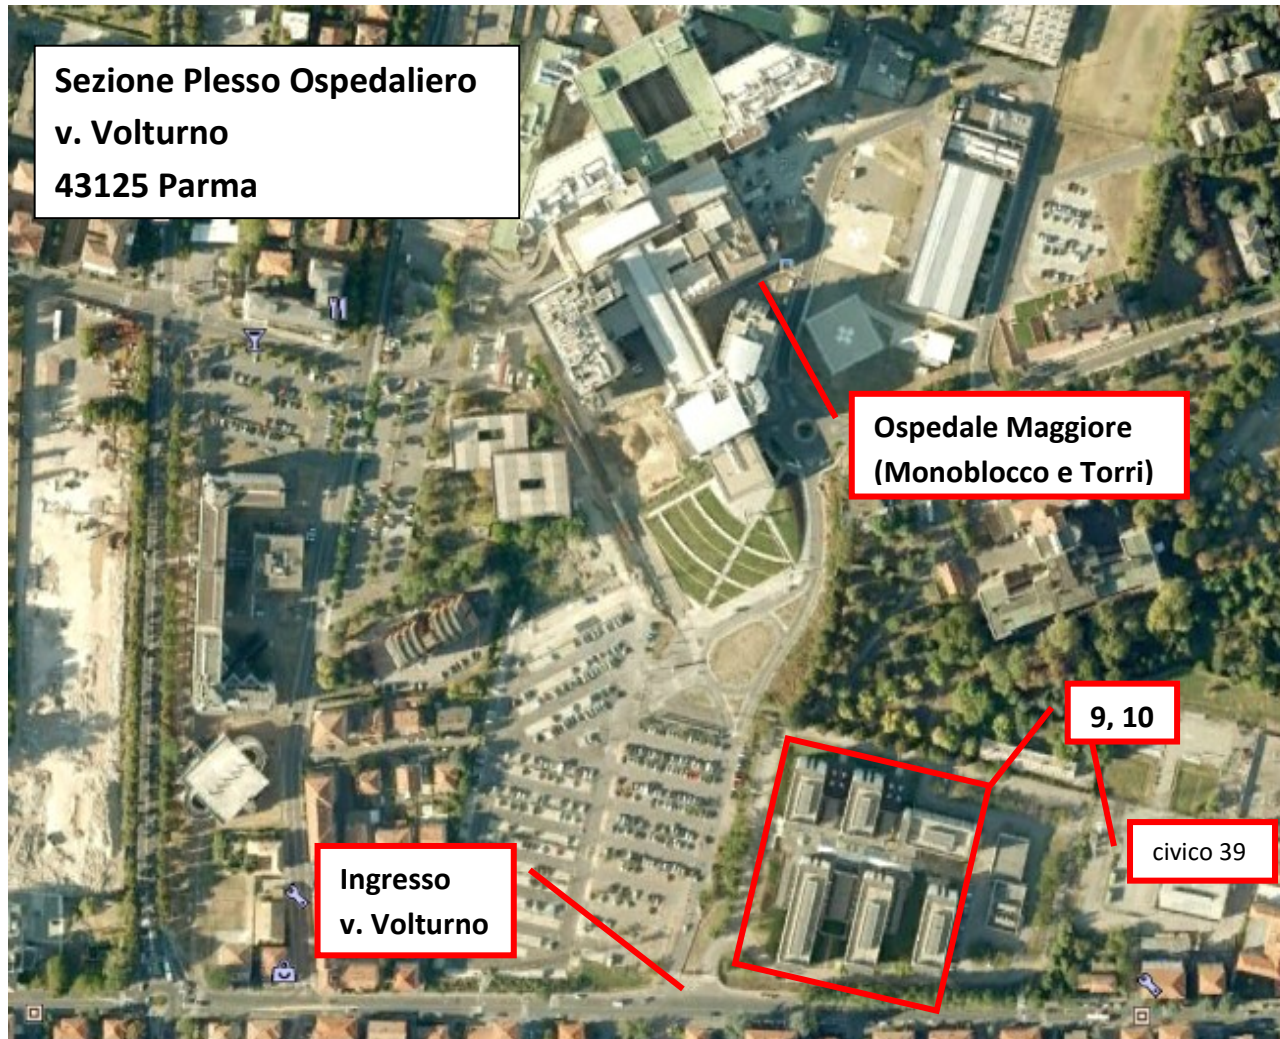 Sezione Plesso Ospedaliero
v. Volturno
43125 Parma
Ospedale Maggiore
(Monoblocco e Torri)
9, 10
civico 39
Ingresso
v. Volturno